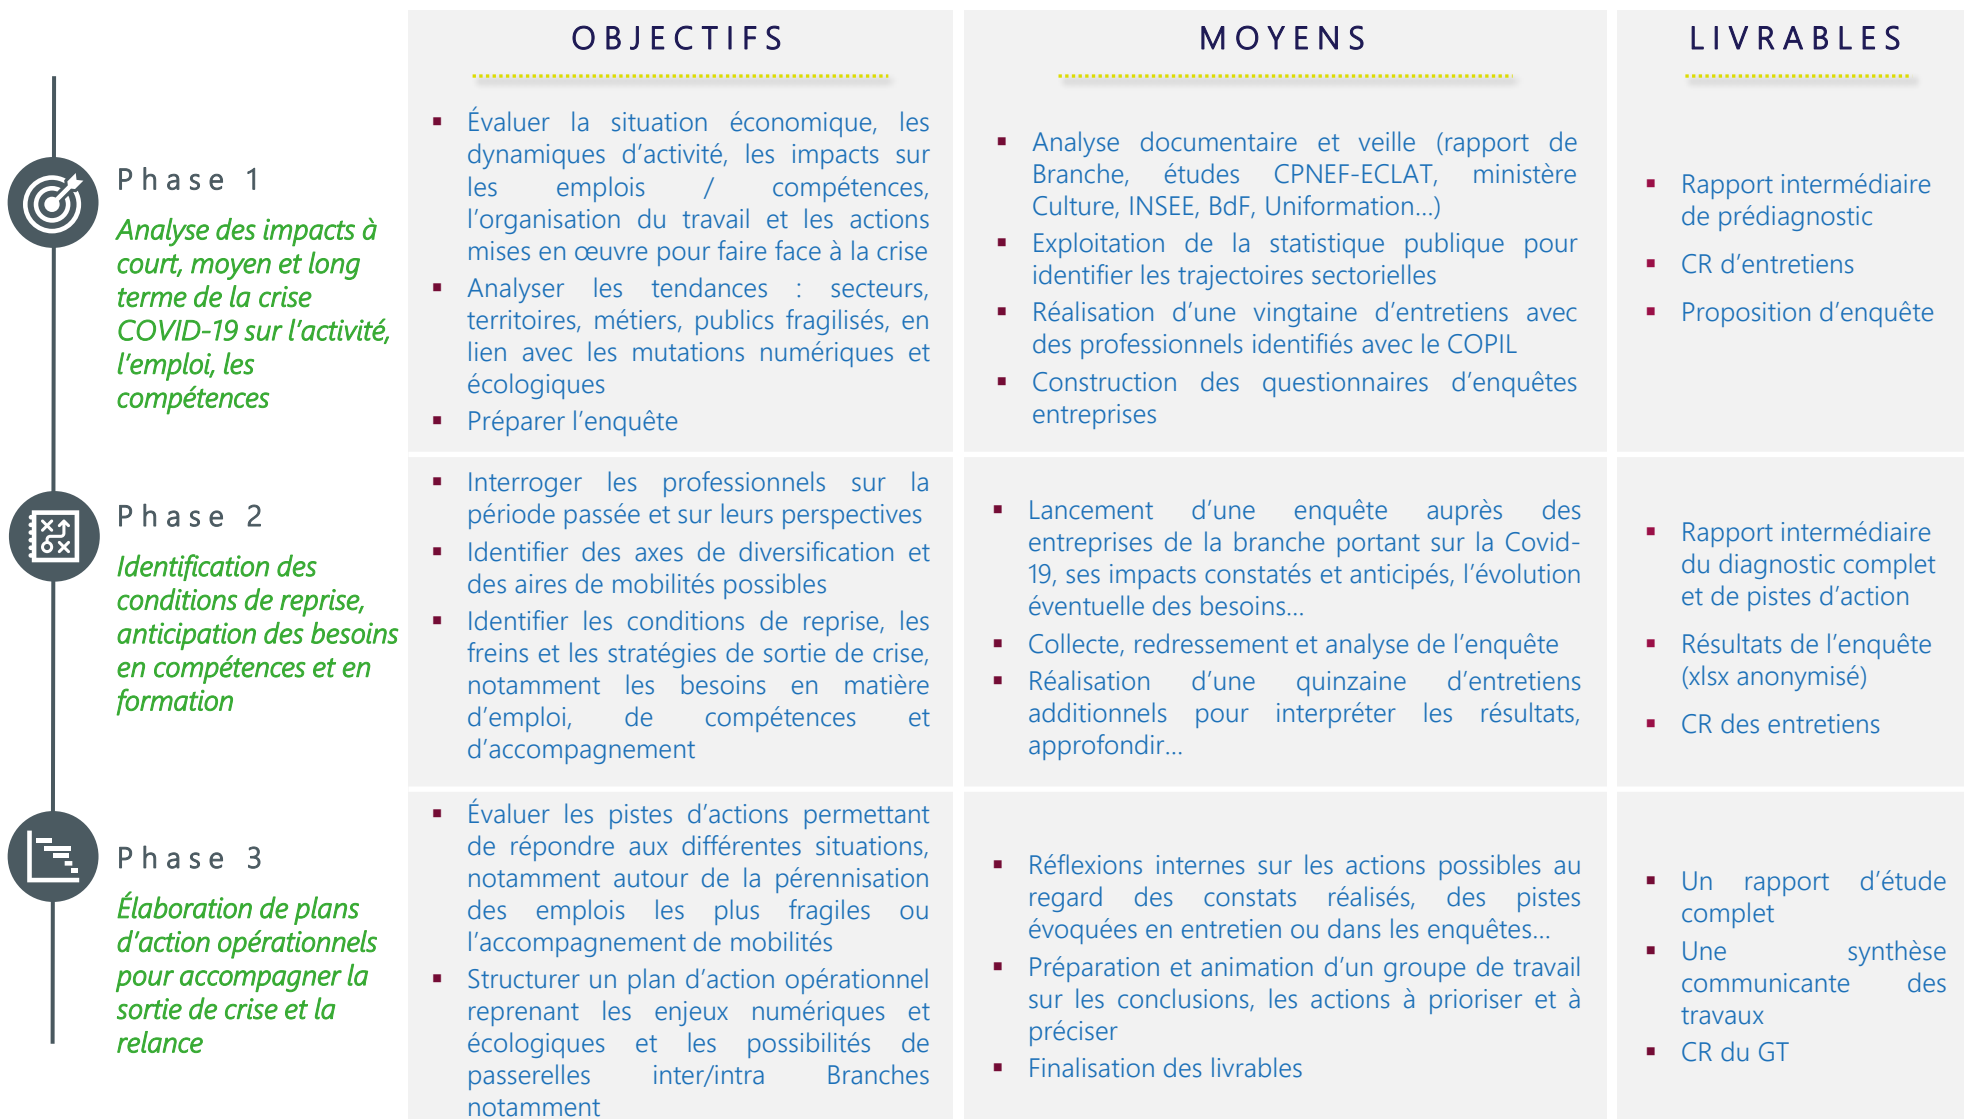 OBJECTIFS
MOYENS
LIVRABLES
Phase 1
Analyse des impacts à
court, moyen et long
terme de la crise
COVID-19 sur l’activité,
l’emploi, les
compétences
▪ Évaluer la situation économique, les
dynamiques d’activité, les impacts sur
les emplois / compétences,
l’organisation du travail et les actions
mises en œuvre pour faire face à la crise
▪ Analyser les tendances : secteurs,
territoires, métiers, publics fragilisés, en
lien avec les mutations numériques et
écologiques
▪ Préparer l’enquête
▪ Analyse documentaire et veille (rapport de
Branche, études CPNEF-ECLAT, ministère
Culture, INSEE, BdF, Uniformation…)
▪ Exploitation de la statistique publique pour
identifier les trajectoires sectorielles
▪ Réalisation d’une vingtaine d’entretiens avec
des professionnels identifiés avec le COPIL
▪ Construction des questionnaires d’enquêtes
entreprises
▪ Rapport intermédiaire
de prédiagnostic
▪ CR d’entretiens
▪ Proposition d’enquête
Phase 2
Identification des
conditions de reprise,
anticipation des besoins
en compétences et en
formation
▪ Interroger les professionnels sur la
période passée et sur leurs perspectives
▪ Identifier des axes de diversification et
des aires de mobilités possibles
▪ Identifier les conditions de reprise, les
freins et les stratégies de sortie de crise,
notamment les besoins en matière
d’emploi, de compétences et
d’accompagnement
▪ Lancement d’une enquête auprès des
entreprises de la branche portant sur la Covid-
19, ses impacts constatés et anticipés, l’évolution
éventuelle des besoins…
▪ Collecte, redressement et analyse de l’enquête
▪ Réalisation d’une quinzaine d’entretiens
additionnels pour interpréter les résultats,
approfondir…
▪ Rapport intermédiaire
du diagnostic complet
et de pistes d’action
▪ Résultats de l’enquête
(xlsx anonymisé)
▪ CR des entretiens
Phase 3
Élaboration de plans
d’action opérationnels
pour accompagner la
sortie de crise et la
relance
▪ Évaluer les pistes d’actions permettant
de répondre aux différentes situations,
notamment autour de la pérennisation
des emplois les plus fragiles ou
l’accompagnement de mobilités
▪ Structurer un plan d’action opérationnel
reprenant les enjeux numériques et
écologiques et les possibilités de
passerelles inter/intra Branches
notamment
▪ Réflexions internes sur les actions possibles au
regard des constats réalisés, des pistes
évoquées en entretien ou dans les enquêtes…
▪ Préparation et animation d’un groupe de travail
sur les conclusions, les actions à prioriser et à
préciser
▪ Finalisation des livrables
▪ Un rapport d’étude
complet
▪ Une synthèse
communicante des
travaux
▪ CR du GT